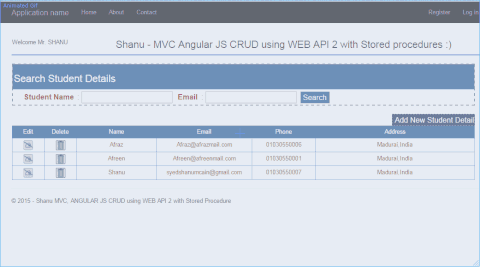 Animated-GIF
Application name Home About Contact Register Log in
Welcome Mr. SHANU
Shanu - MVC Angular JS CRUD using WEB API 2 with Stored procedures :)
Search Student Details
Student Name Email Search
Add New Student Detail
Edit Delete Name Email Phone Address
Afraz Afraz@afrazmail.com 01030550006 Madurai,India
Afreen Afreen@afreenmail.com 01030550001 Madurai,India
Shanu syedshanumcain@gmail.com 01030550007 Madurai,India
© 2015 - Shanu MVC, ANGULAR JS CRUD using WEB API 2 with Stored Procedure